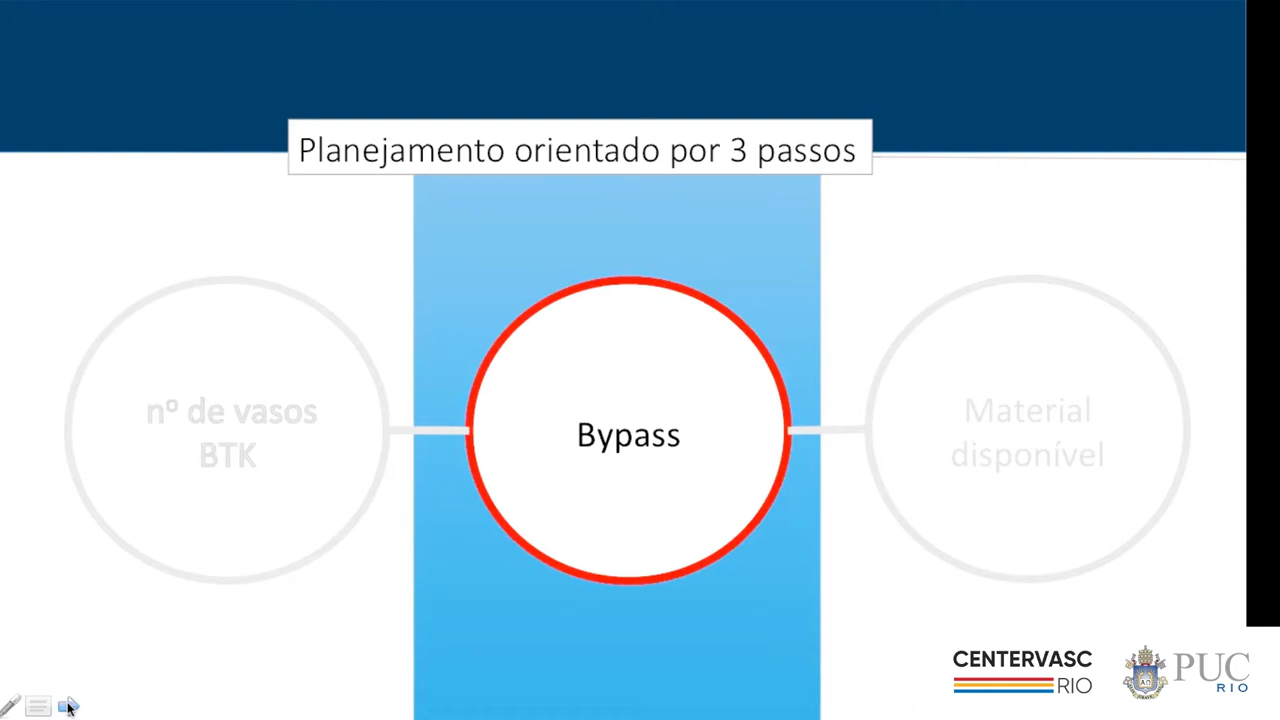 Planejamento orientado por 3 passos
nº de vasos
BTK
Bypass
Material
disponível
CENTERVASC
RIO
PUC
RIO